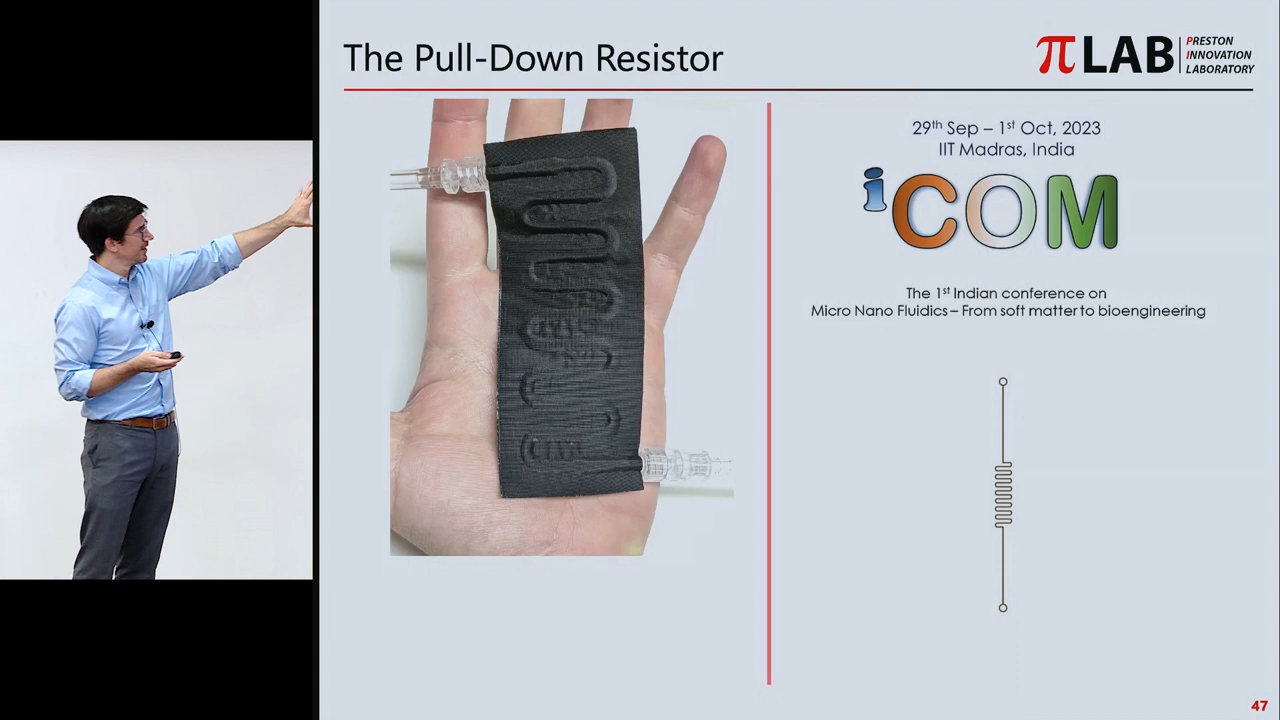 The Pull-Down Resistor
πLAB
PRESTON
INNOVATION
LABORATORY
29th Sep – 1st Oct, 2023
IIT Madras, India
iCOM
The 1st Indian conference on
Micro Nano Fluidics – From soft matter to bioengineering
47